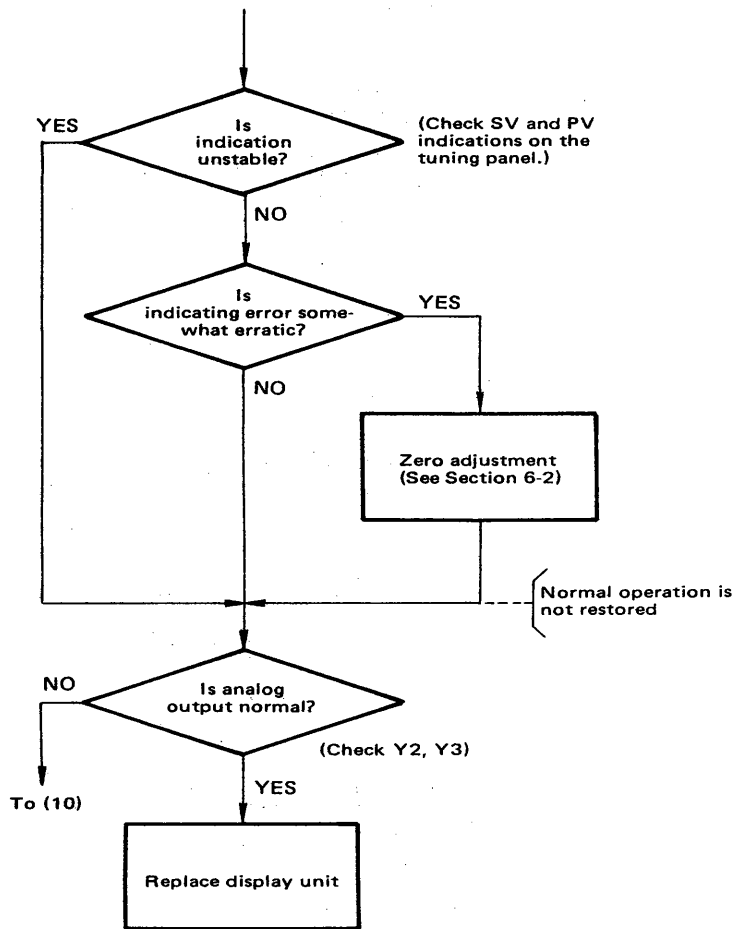 YES
Is
indication
unstable?
(Check SV and PV
indications on the
tuning panel.)
NO
Is
indicating error some-
what erratic?
YES
NO
Zero adjustment
(See Section 6-2)
Normal operation is
not restored
NO
Is analog
output normal?
(Check Y2, Y3)
YES
To (10)
Replace display unit